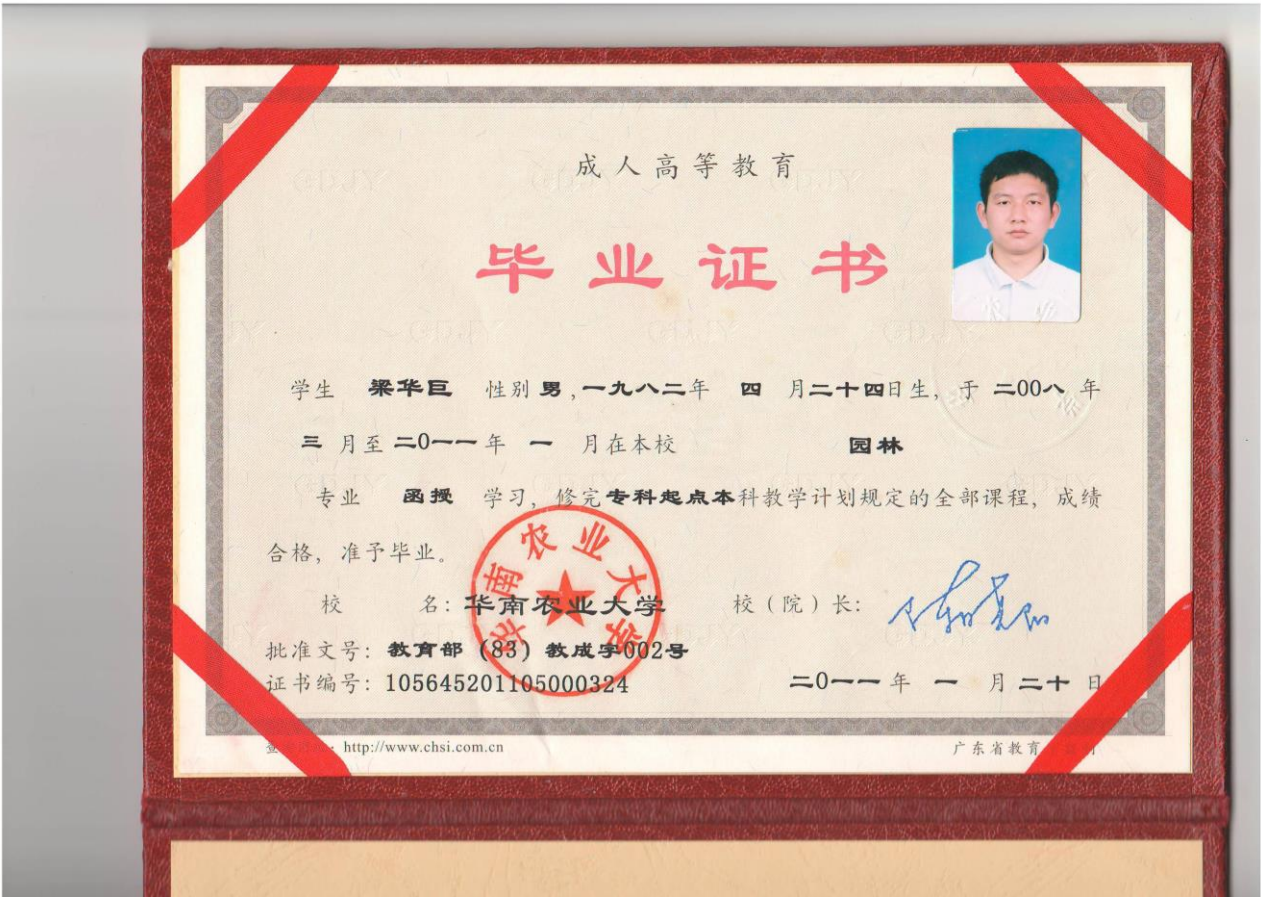 成人高等教育
毕业证书
学生 梁华巨 性别 男,一九八二年 四 月二十四日生，于 二00八 年
三 月至 二0一一 年 一 月在本校 园林
专业 函授 学习，修完专科起点本科教学计划规定的全部课程，成绩
合格，准予毕业。
华南农业大学
校 名：华南农业大学 校（院）长：
批准文号：教育部 (83) 教成字002号
证书编号：105645201105000324 二0一一 年 一 月 二十 日
http://www.chsi.com.cn 广东省教育